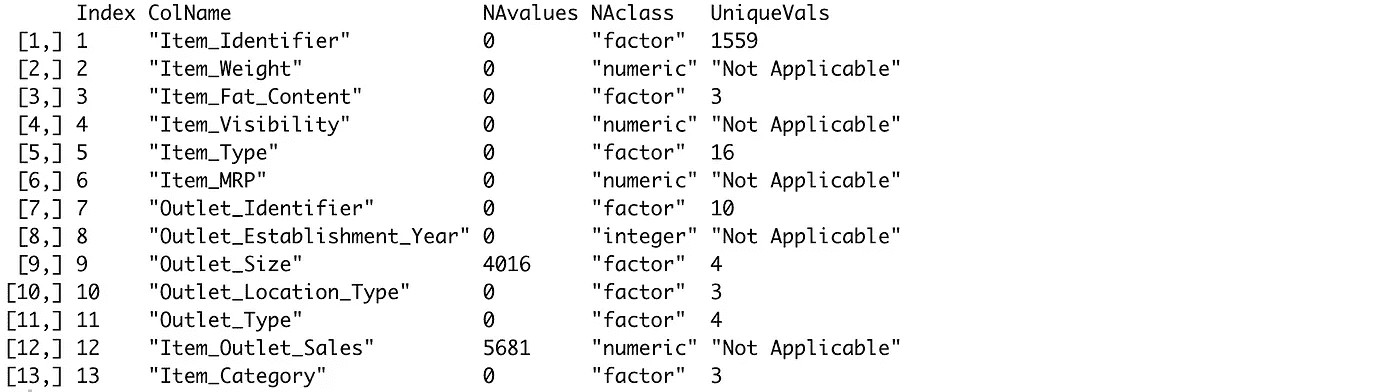 Index ColName NAvalues NAclass UniqueVals
[1,] 1 "Item_Identifier" 0 "factor" 1559
[2,] 2 "Item_Weight" 0 "numeric" "Not Applicable"
[3,] 3 "Item_Fat_Content" 0 "factor" 3
[4,] 4 "Item_Visibility" 0 "numeric" "Not Applicable"
[5,] 5 "Item_Type" 0 "factor" 16
[6,] 6 "Item_MRP" 0 "numeric" "Not Applicable"
[7,] 7 "Outlet_Identifier" 0 "factor" 10
[8,] 8 "Outlet_Establishment_Year" 0 "integer" "Not Applicable"
[9,] 9 "Outlet_Size" 4016 "factor" 4
[10,] 10 "Outlet_Location_Type" 0 "factor" 3
[11,] 11 "Outlet_Type" 0 "factor" 4
[12,] 12 "Item_Outlet_Sales" 5681 "numeric" "Not Applicable"
[13,] 13 "Item_Category" 0 "factor" 3